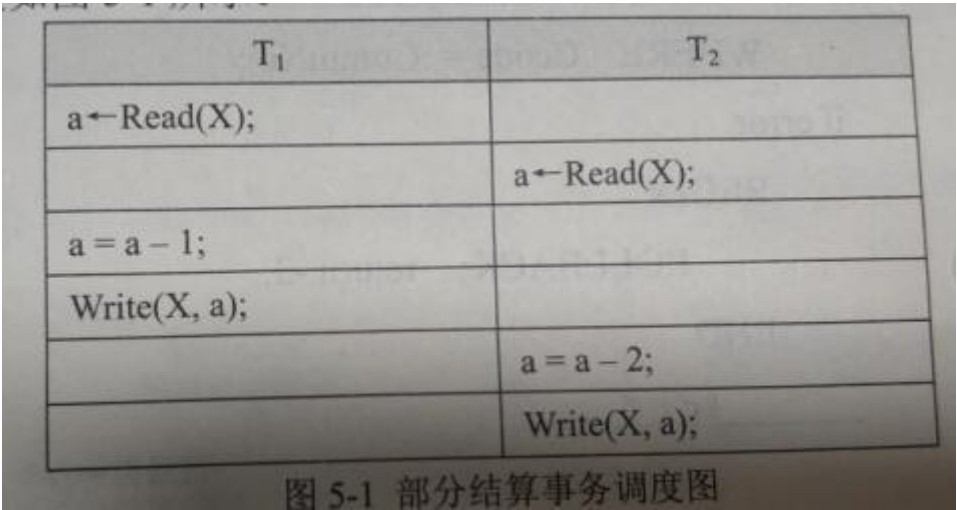 T₁ T₂
a←Read(X);
a←Read(X);
a = a – 1;
Write(X, a);
a = a – 2;
Write(X, a);
图 5-1 部分结算事务调度图